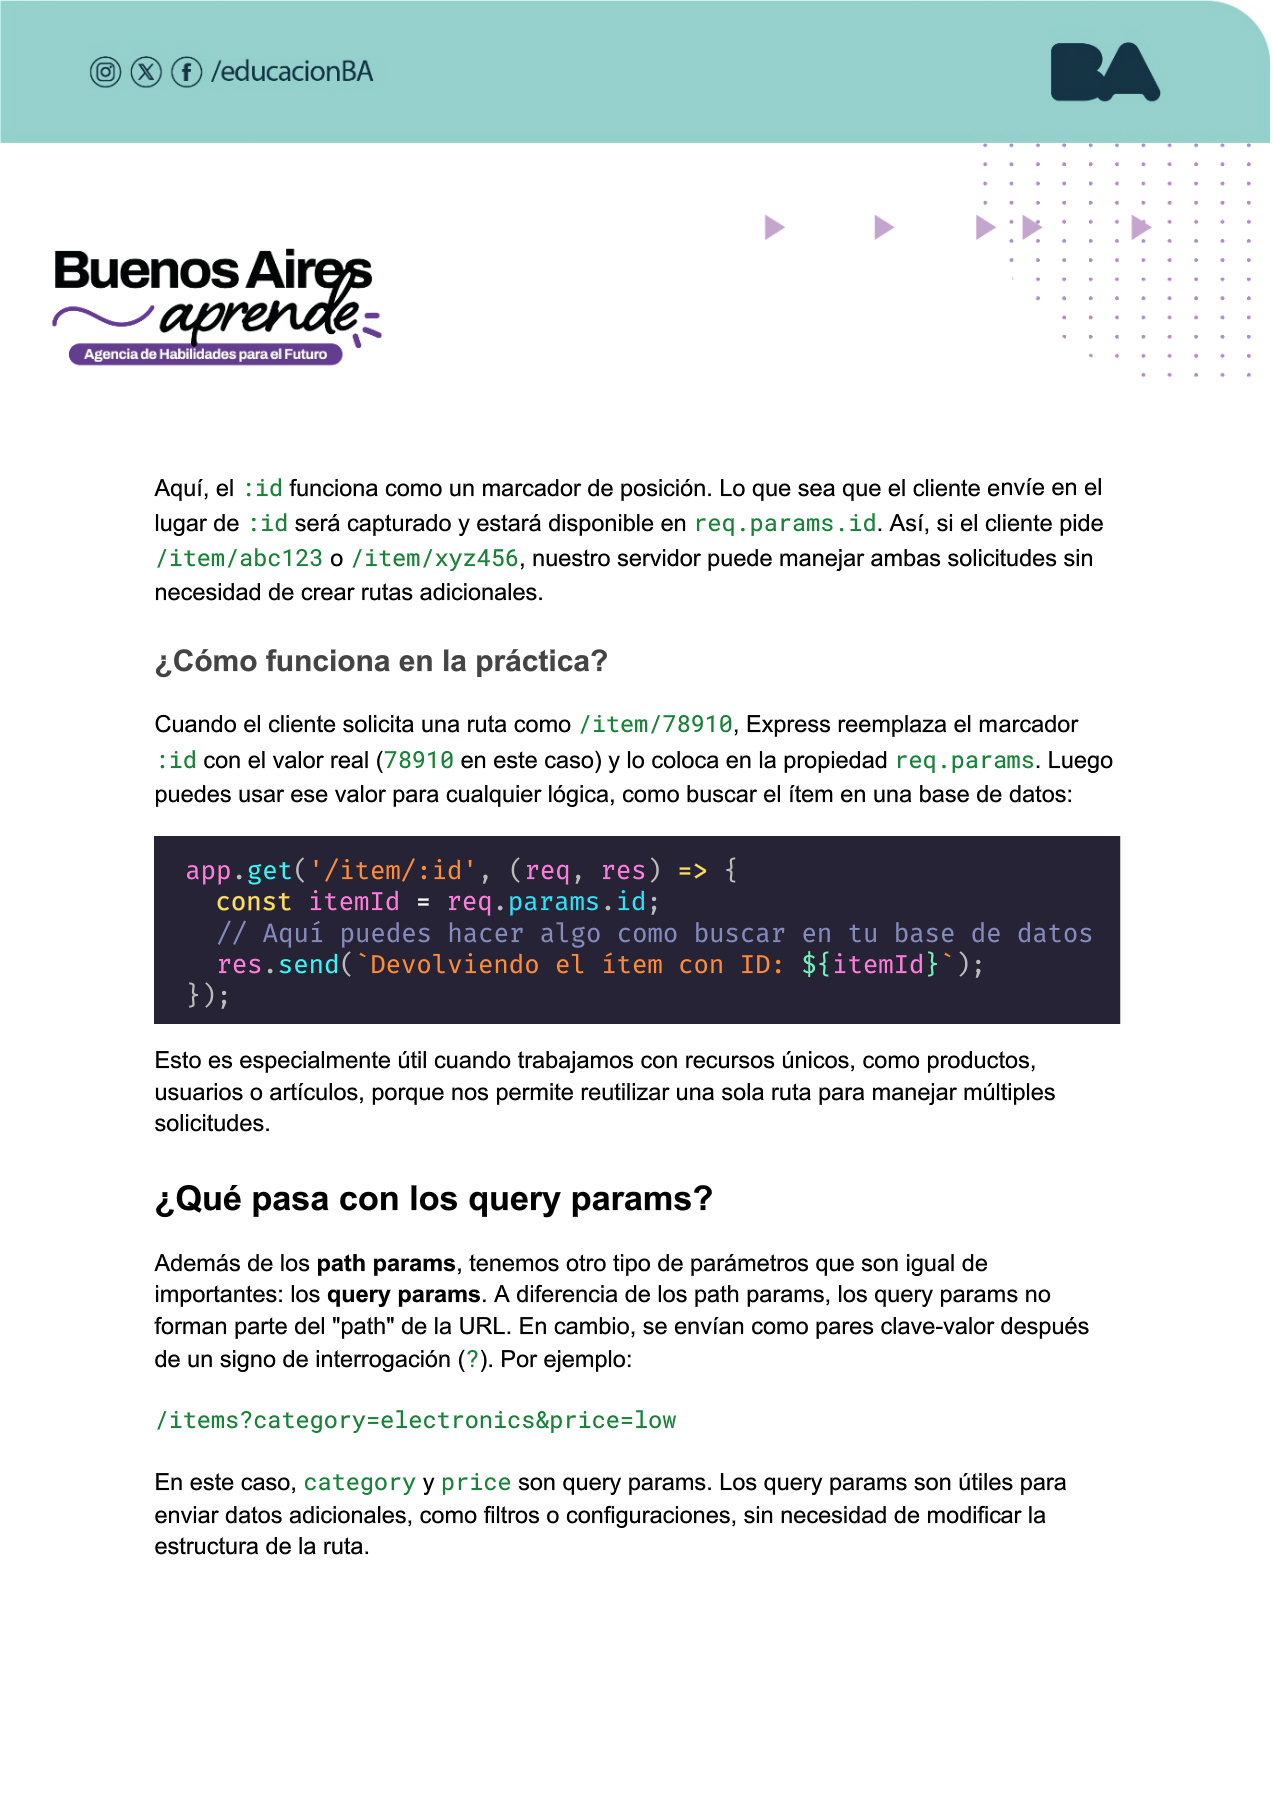 /educacionBA
BA
Buenos Aires
aprende
Agencia de Habilidades para el Futuro
Aquí, el :id funciona como un marcador de posición. Lo que sea que el cliente envíe en el
lugar de :id será capturado y estará disponible en req.params.id. Así, si el cliente pide
/item/abc123 o /item/xyz456, nuestro servidor puede manejar ambas solicitudes sin
necesidad de crear rutas adicionales.
¿Cómo funciona en la práctica?
Cuando el cliente solicita una ruta como /item/78910, Express reemplaza el marcador
:id con el valor real (78910 en este caso) y lo coloca en la propiedad req.params. Luego
puedes usar ese valor para cualquier lógica, como buscar el ítem en una base de datos:
app.get('/item/:id', (req, res) => {
  const itemId = req.params.id;
  // Aquí puedes hacer algo como buscar en tu base de datos
  res.send(`Devolviendo el ítem con ID: ${itemId}`);
});
Esto es especialmente útil cuando trabajamos con recursos únicos, como productos,
usuarios o artículos, porque nos permite reutilizar una sola ruta para manejar múltiples
solicitudes.
¿Qué pasa con los query params?
Además de los path params, tenemos otro tipo de parámetros que son igual de
importantes: los query params. A diferencia de los path params, los query params no
forman parte del "path" de la URL. En cambio, se envían como pares clave-valor después
de un signo de interrogación (?). Por ejemplo:
/items?category=electronics&price=low
En este caso, category y price son query params. Los query params son útiles para
enviar datos adicionales, como filtros o configuraciones, sin necesidad de modificar la
estructura de la ruta.